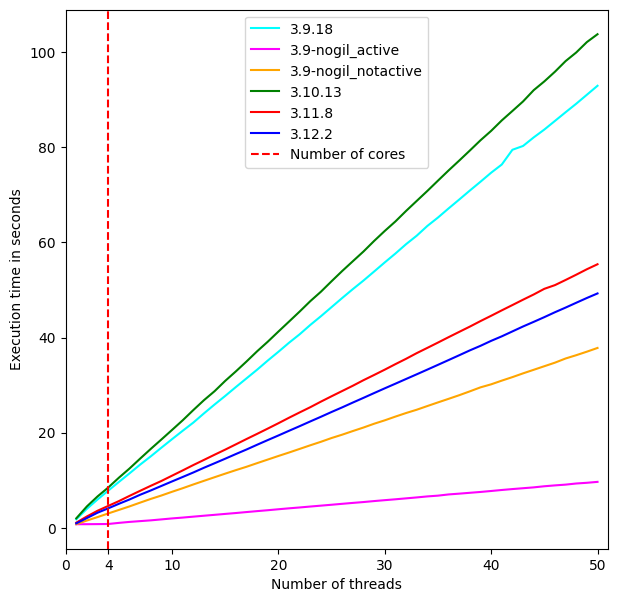 3.9.18
3.9-nogil_active
3.9-nogil_notactive
3.10.13
3.11.8
3.12.2
Number of cores
Execution time in seconds
100
80
60
40
20
0
0 4 10 20 30 40 50
Number of threads